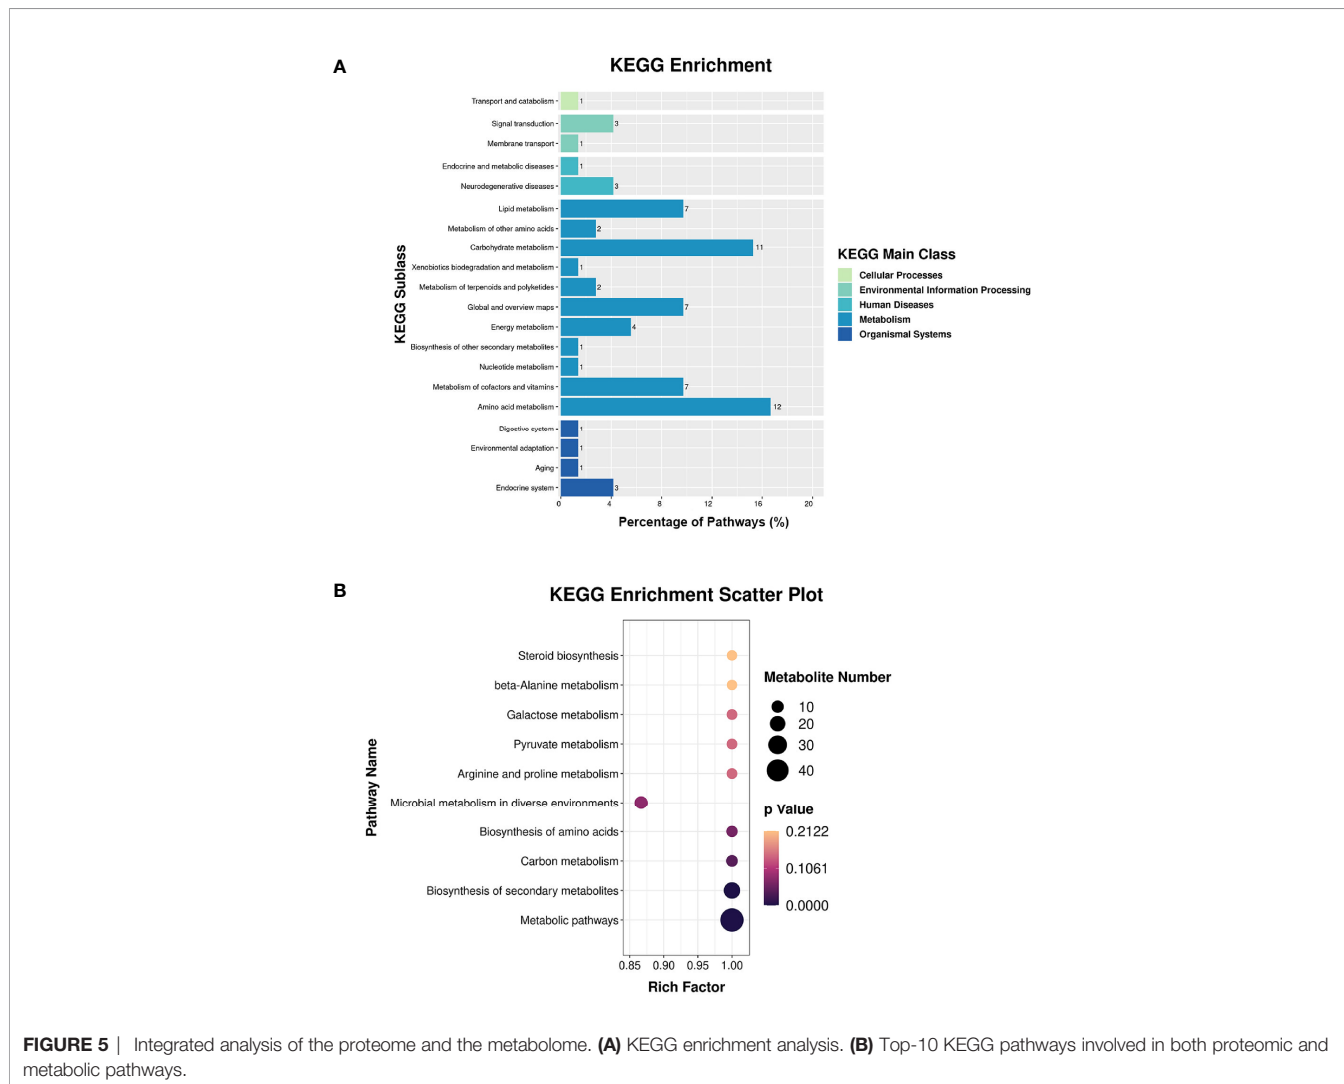 A
KEGG Enrichment
KEGG Sublass
Transport and catabolism
1
Signal transduction
3
Membrane transport
1
Endocrine and metabolic diseases
1
Neurodegenerative diseases
3
Lipid metabolism
7
Metabolism of other amino acids
2
Carbohydrate metabolism
11
Xenobiotics biodegradation and metabolism
1
Metabolism of terpenoids and polyketides
2
Global and overview maps
7
Energy metabolism
4
Biosynthesis of other secondary metabolites
1
Nucleotide metabolism
1
Metabolism of cofactors and vitamins
7
Amino acid metabolism
12
Digestive system
1
Environmental adaptation
1
Aging
1
Endocrine system
3
0 4 8 12 16 20
Percentage of Pathways (%)
KEGG Main Class
Cellular Processes
Environmental Information Processing
Human Diseases
Metabolism
Organismal Systems
B
KEGG Enrichment Scatter Plot
Pathway Name
Steroid biosynthesis
beta-Alanine metabolism
Galactose metabolism
Pyruvate metabolism
Arginine and proline metabolism
Microbial metabolism in diverse environments
Biosynthesis of amino acids
Carbon metabolism
Biosynthesis of secondary metabolites
Metabolic pathways
0.85 0.90 0.95 1.00
Rich Factor
Metabolite Number
10
20
30
40
p Value
0.2122
0.1061
0.0000
FIGURE 5 | Integrated analysis of the proteome and the metabolome. (A) KEGG enrichment analysis. (B) Top-10 KEGG pathways involved in both proteomic and
metabolic pathways.